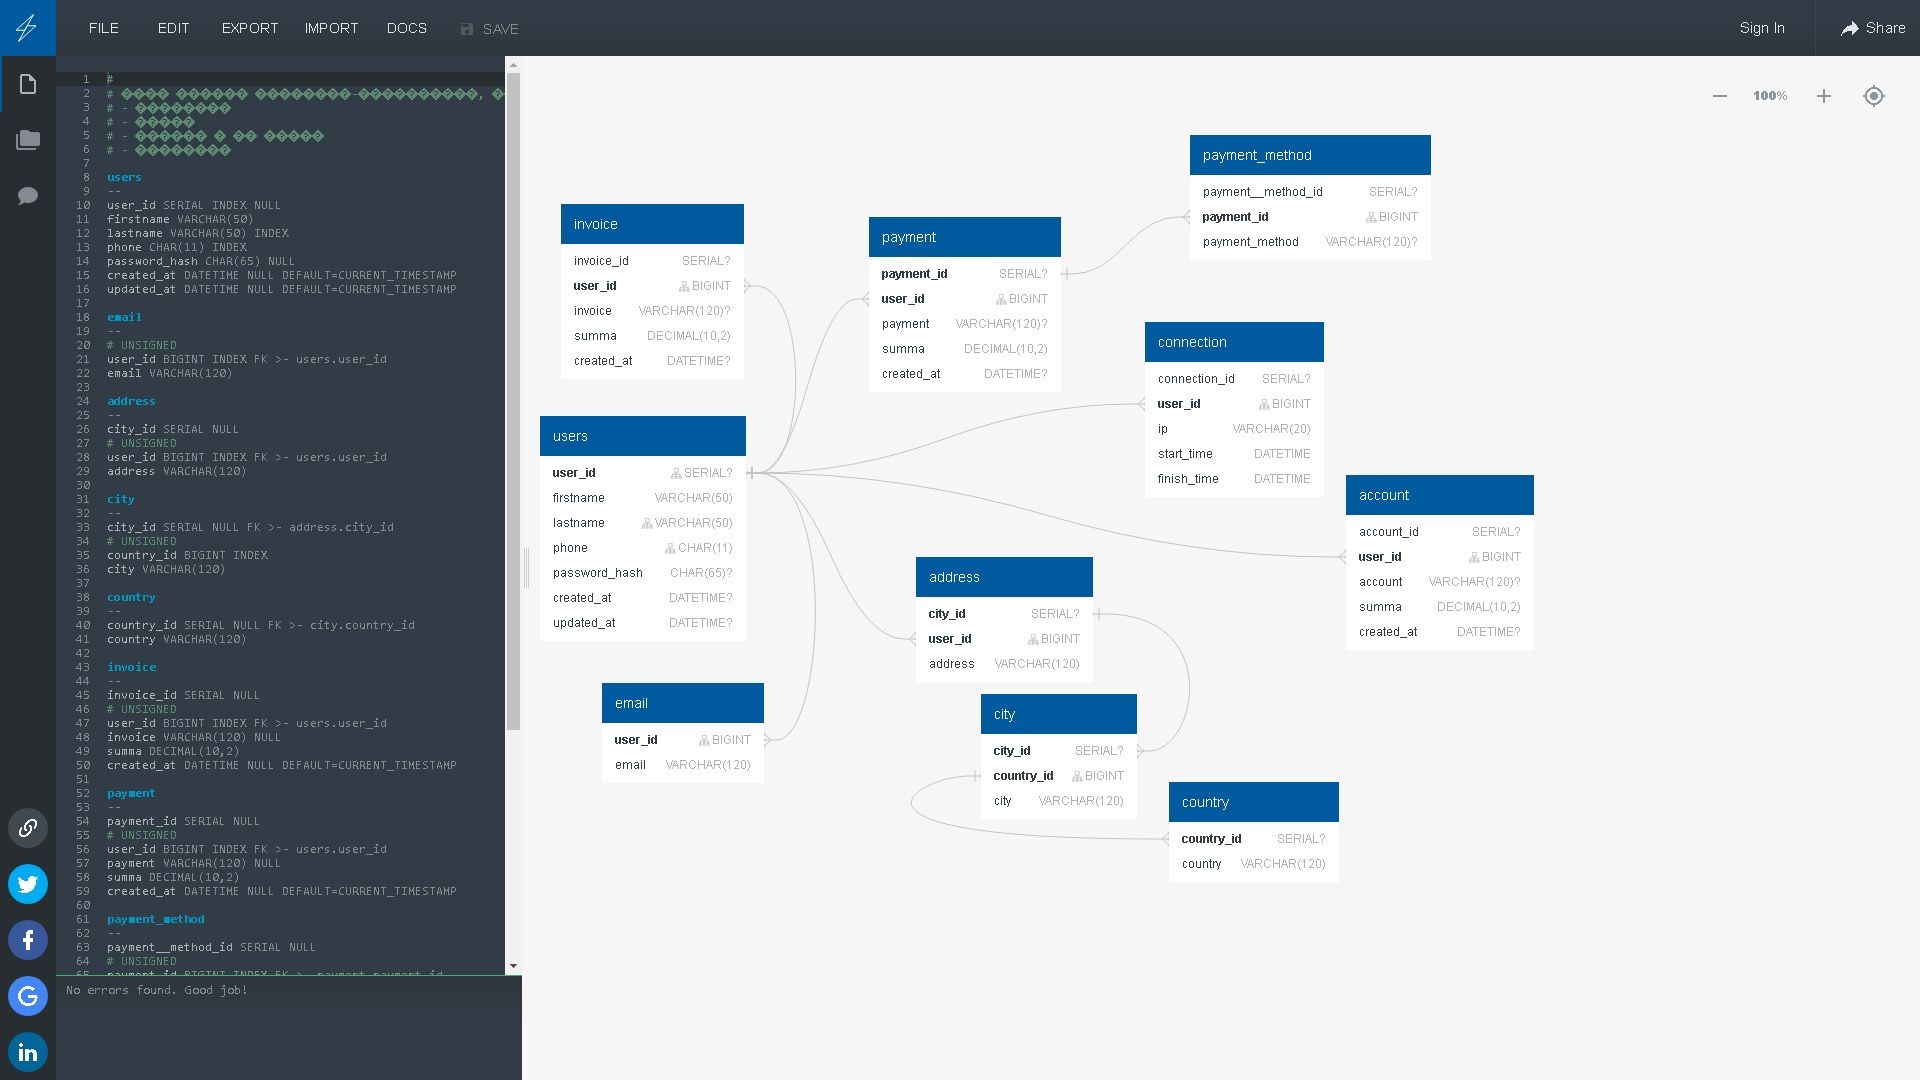 FILE EDIT EXPORT IMPORT DOCS SAVE Sign In Share
1 #
2 # ���� ������ ��������-����������, �
3 # - ��������
4 # - �����
5 # - ������ � �� �����
6 # - ��������
7
8 users
9 --
10 user_id SERIAL INDEX NULL
11 firstname VARCHAR(50)
12 lastname VARCHAR(50) INDEX
13 phone CHAR(11) INDEX
14 password_hash CHAR(65) NULL
15 created_at DATETIME NULL DEFAULT=CURRENT_TIMESTAMP
16 updated_at DATETIME NULL DEFAULT=CURRENT_TIMESTAMP
17
18 email
19 --
20 # UNSIGNED
21 user_id BIGINT INDEX FK >- users.user_id
22 email VARCHAR(120)
23
24 address
25 --
26 city_id SERIAL NULL
27 # UNSIGNED
28 user_id BIGINT INDEX FK >- users.user_id
29 address VARCHAR(120)
30
31 city
32 --
33 city_id SERIAL NULL FK >- address.city_id
34 # UNSIGNED
35 country_id BIGINT INDEX
36 city VARCHAR(120)
37
38 country
39 --
40 country_id SERIAL NULL FK >- city.country_id
41 country VARCHAR(120)
42
43 invoice
44 --
45 invoice_id SERIAL NULL
46 # UNSIGNED
47 user_id BIGINT INDEX FK >- users.user_id
48 invoice VARCHAR(120) NULL
49 summa DECIMAL(10,2)
50 created_at DATETIME NULL DEFAULT=CURRENT_TIMESTAMP
51
52 payment
53 --
54 payment_id SERIAL NULL
55 # UNSIGNED
56 user_id BIGINT INDEX FK >- users.user_id
57 payment VARCHAR(120) NULL
58 summa DECIMAL(10,2)
59 created_at DATETIME NULL DEFAULT=CURRENT_TIMESTAMP
60
61 payment_method
62 --
63 payment__method_id SERIAL NULL
64 # UNSIGNED
65 payment_id BIGINT INDEX FK >- payment.payment_id
No errors found. Good job!
100%
payment_method
payment__method_id SERIAL?
payment_id BIGINT
payment_method VARCHAR(120)?
invoice
invoice_id SERIAL?
user_id BIGINT
invoice VARCHAR(120)?
summa DECIMAL(10,2)
created_at DATETIME?
payment
payment_id SERIAL?
user_id BIGINT
payment VARCHAR(120)?
summa DECIMAL(10,2)
created_at DATETIME?
connection
connection_id SERIAL?
user_id BIGINT
ip VARCHAR(20)
start_time DATETIME
finish_time DATETIME
users
user_id SERIAL?
firstname VARCHAR(50)
lastname VARCHAR(50)
phone CHAR(11)
password_hash CHAR(65)?
created_at DATETIME?
updated_at DATETIME?
account
account_id SERIAL?
user_id BIGINT
account VARCHAR(120)?
summa DECIMAL(10,2)
created_at DATETIME?
address
city_id SERIAL?
user_id BIGINT
address VARCHAR(120)
email
user_id BIGINT
email VARCHAR(120)
city
city_id SERIAL?
country_id BIGINT
city VARCHAR(120)
country
country_id SERIAL?
country VARCHAR(120)